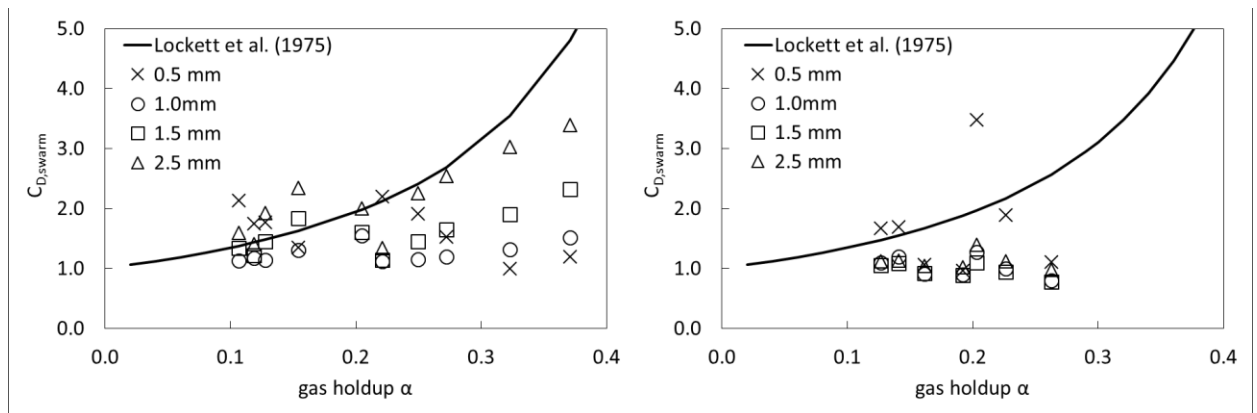 5.0
4.0
3.0
2.0
1.0
0.0
C_D,swarm
Lockett et al. (1975)
0.5 mm
1.0mm
1.5 mm
2.5 mm
0.0 0.1 0.2 0.3 0.4
gas holdup α
5.0
4.0
3.0
2.0
1.0
0.0
C_D,swarm
Lockett et al. (1975)
0.5 mm
1.0mm
1.5 mm
2.5 mm
0.0 0.1 0.2 0.3 0.4
gas holdup α